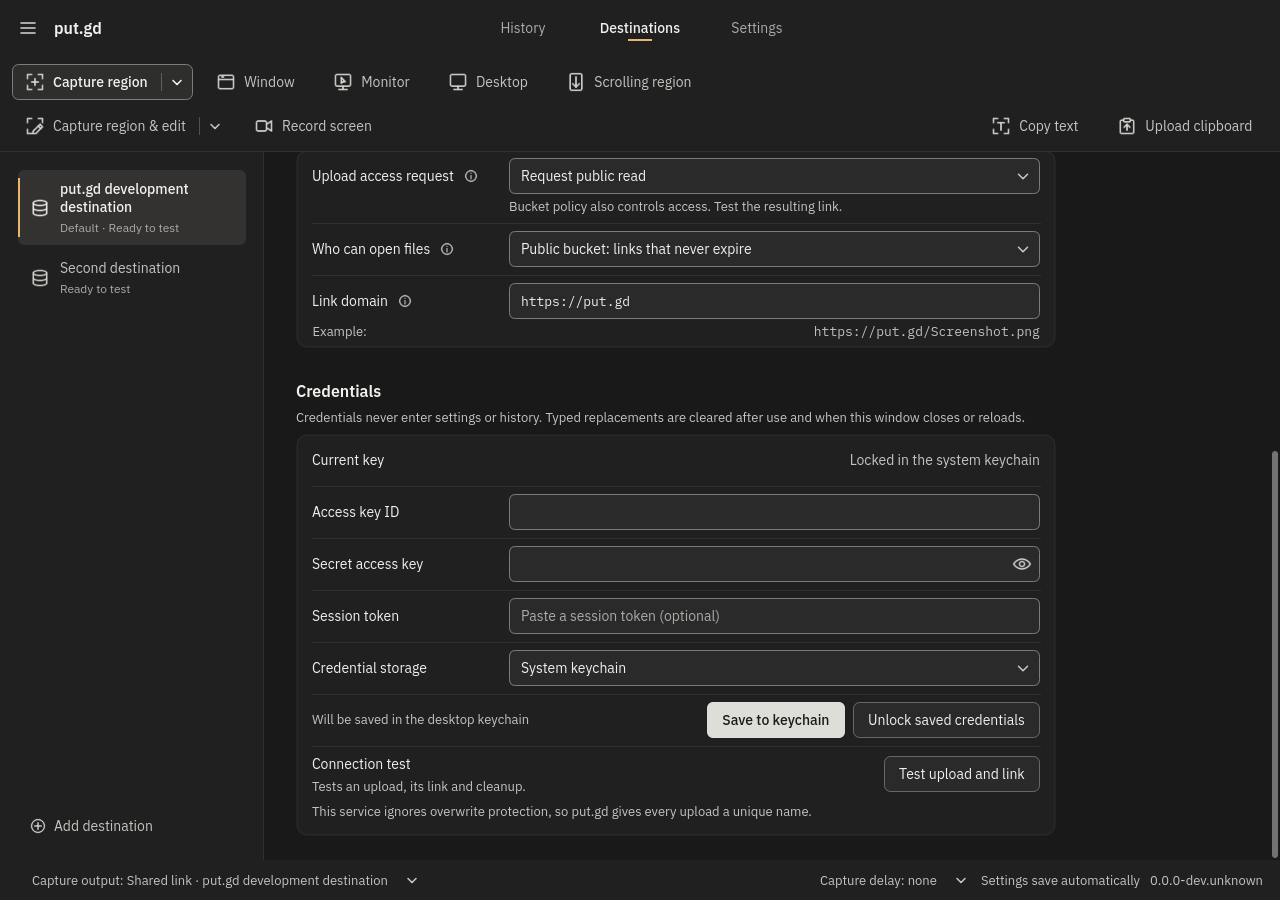 put.gd
History
Destinations
Settings
Capture region
Window
Monitor
Desktop
Scrolling region
Capture region & edit
Record screen
Copy text
Upload clipboard
put.gd development
destination
Default · Ready to test
Second destination
Ready to test
Add destination
Upload access request
Request public read
Bucket policy also controls access. Test the resulting link.
Who can open files
Public bucket: links that never expire
Link domain
https://put.gd
Example:
https://put.gd/Screenshot.png
Credentials
Credentials never enter settings or history. Typed replacements are cleared after use and when this window closes or reloads.
Current key
Locked in the system keychain
Access key ID
Secret access key
Session token
Paste a session token (optional)
Credential storage
System keychain
Will be saved in the desktop keychain
Save to keychain
Unlock saved credentials
Connection test
Tests an upload, its link and cleanup.
Test upload and link
This service ignores overwrite protection, so put.gd gives every upload a unique name.
Capture output: Shared link · put.gd development destination
Capture delay: none
Settings save automatically
0.0.0-dev.unknown